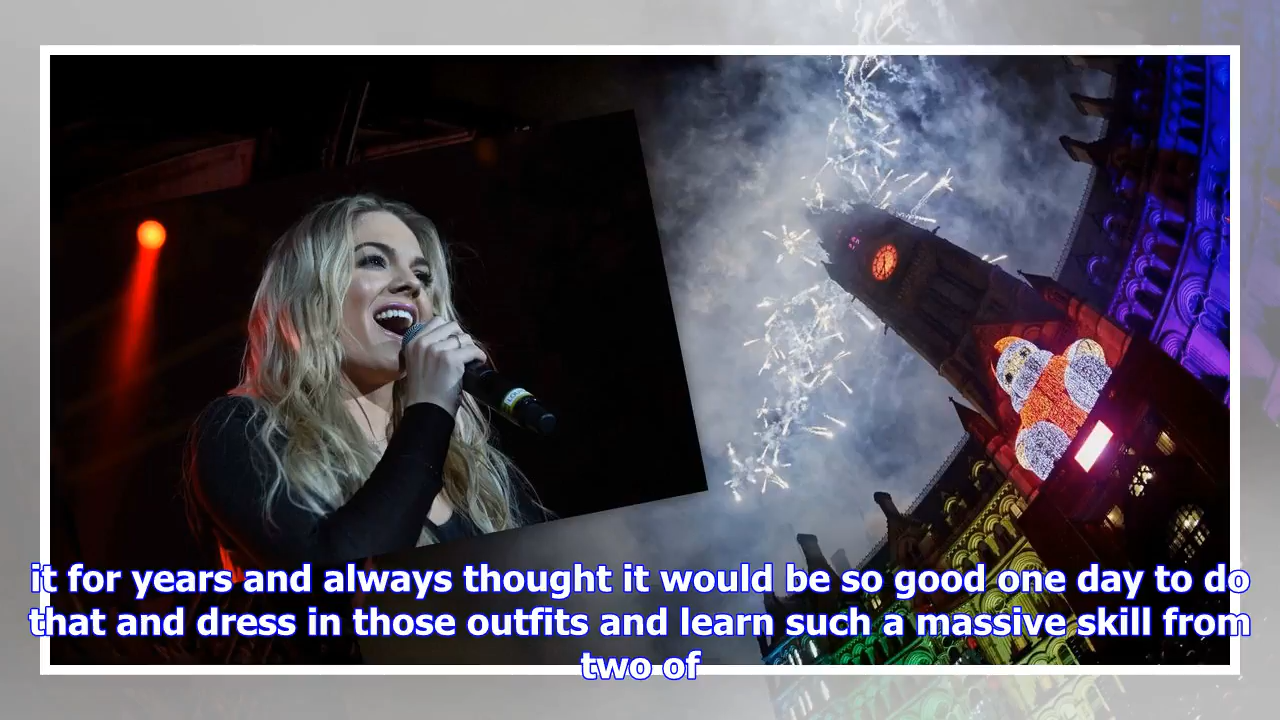 it for years and always thought it would be so good one day to do
that and dress in those outfits and learn such a massive skill from
two of